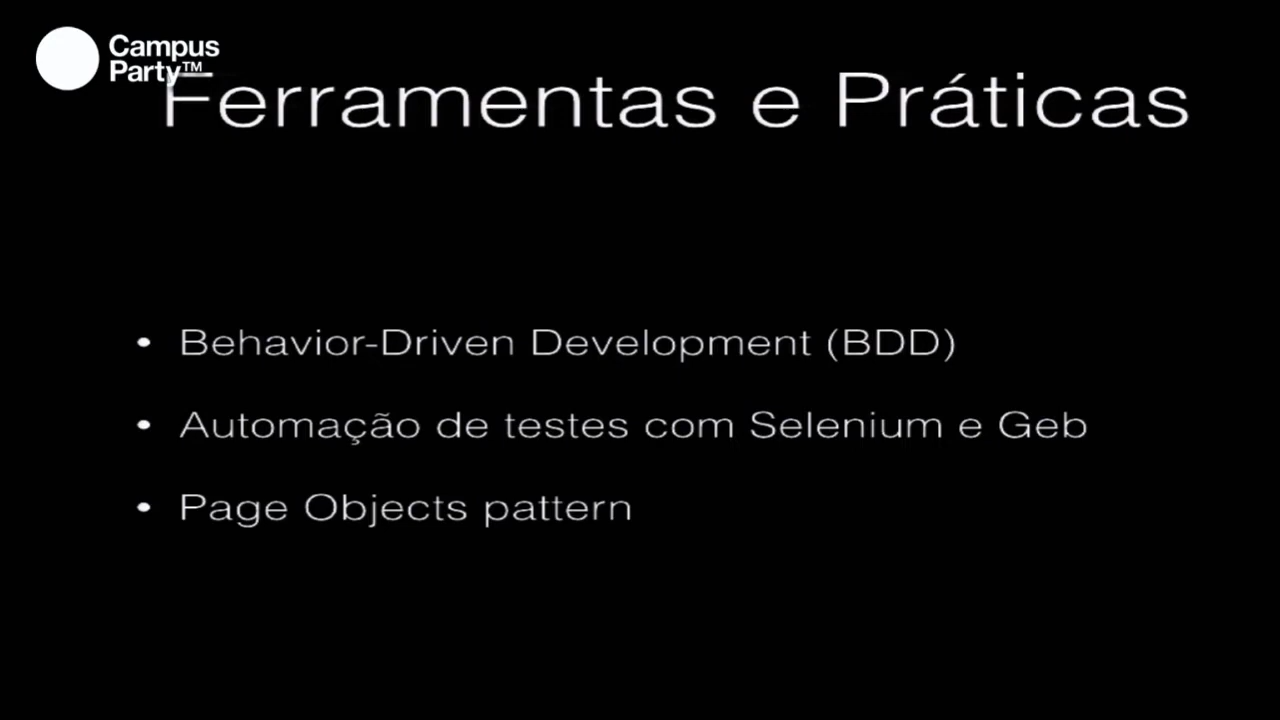 Campus
Party™
Ferramentas e Práticas
• Behavior-Driven Development (BDD)
• Automação de testes com Selenium e Geb
• Page Objects pattern